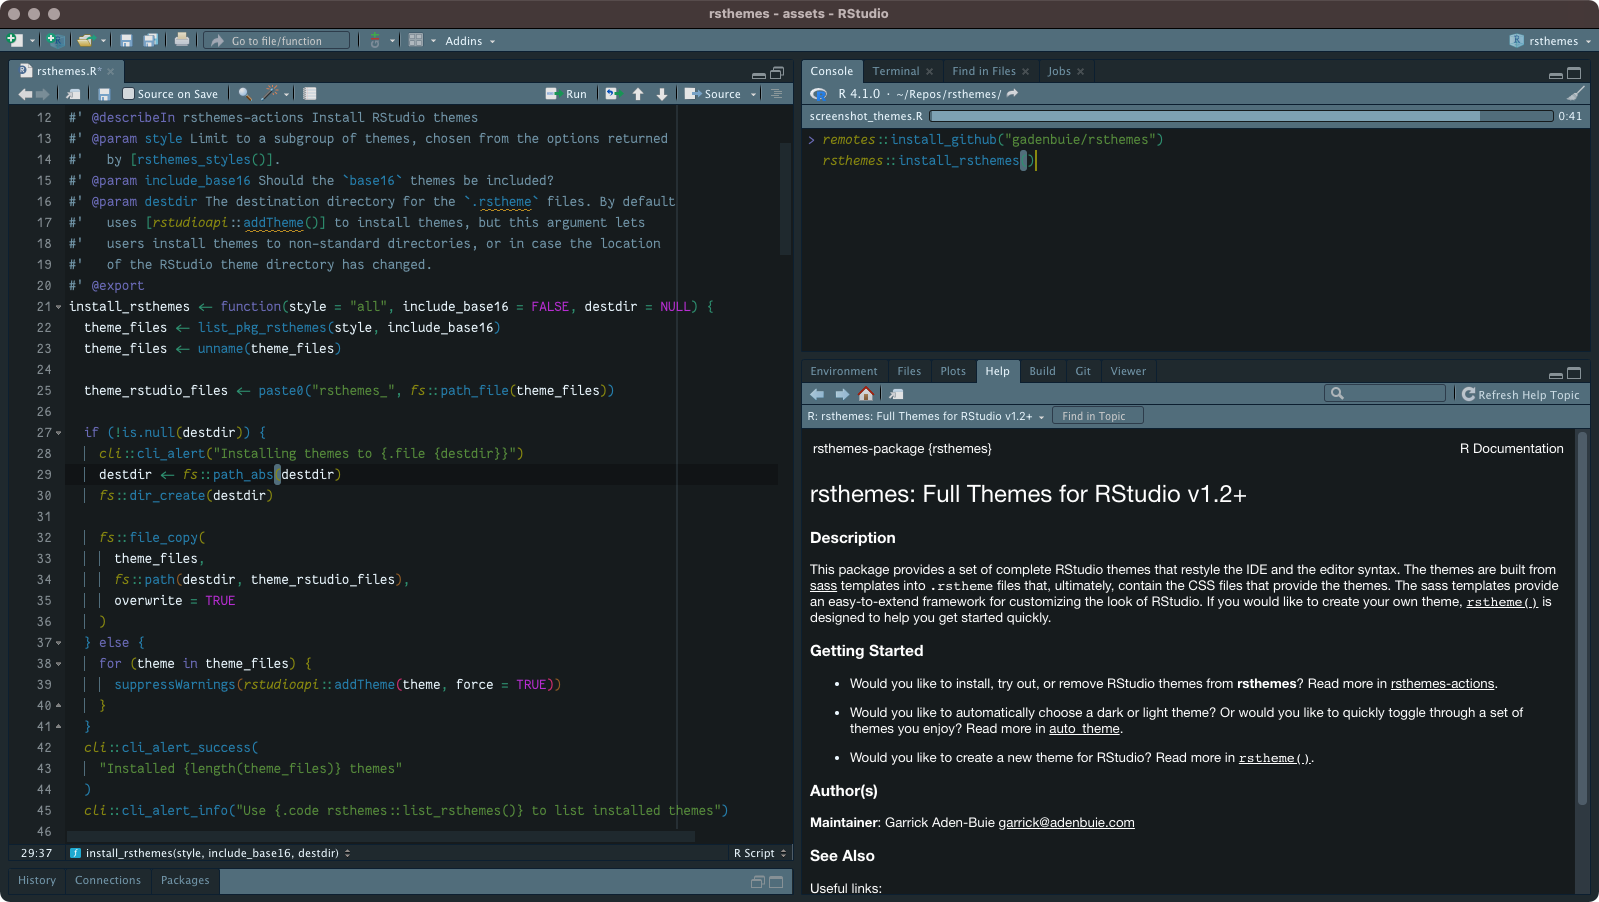 rsthemes - assets - RStudio
Go to file/function
Addins
rsthemes
rsthemes.R*
Source on Save
Run
Source
12 #' @describeIn rsthemes-actions Install RStudio themes
13 #' @param style Limit to a subgroup of themes, chosen from the options returned
14 #'   by [rsthemes_styles()].
15 #' @param include_base16 Should the `base16` themes be included?
16 #' @param destdir The destination directory for the `.rstheme` files. By default
17 #'   uses [rstudioapi::addTheme()] to install themes, but this argument lets
18 #'   users install themes to non-standard directories, or in case the location
19 #'   of the RStudio theme directory has changed.
20 #' @export
21 install_rsthemes <- function(style = "all", include_base16 = FALSE, destdir = NULL) {
22   theme_files <- list_pkg_rsthemes(style, include_base16)
23   theme_files <- unname(theme_files)
24
25   theme_rstudio_files <- paste0("rsthemes_", fs::path_file(theme_files))
26
27   if (!is.null(destdir)) {
28     cli::cli_alert("Installing themes to {.file {destdir}}")
29     destdir <- fs::path_abs(destdir)
30     fs::dir_create(destdir)
31
32     fs::file_copy(
33       theme_files,
34       fs::path(destdir, theme_rstudio_files),
35       overwrite = TRUE
36     )
37   } else {
38     for (theme in theme_files) {
39       suppressWarnings(rstudioapi::addTheme(theme, force = TRUE))
40     }
41   }
42   cli::cli_alert_success(
43     "Installed {length(theme_files)} themes"
44   )
45   cli::cli_alert_info("Use {.code rsthemes::list_rsthemes()} to list installed themes")
46
29:37 install_rsthemes(style, include_base16, destdir) R Script
History Connections Packages
Console Terminal Find in Files Jobs
R 4.1.0 · ~/Repos/rsthemes/
screenshot_themes.R 0:41
> remotes::install_github("gadenbuie/rsthemes")
rsthemes::install_rsthemes()
Environment Files Plots Help Build Git Viewer
Refresh Help Topic
R: rsthemes: Full Themes for RStudio v1.2+ Find in Topic
rsthemes-package {rsthemes} R Documentation
rsthemes: Full Themes for RStudio v1.2+
Description
This package provides a set of complete RStudio themes that restyle the IDE and the editor syntax. The themes are built from
sass templates into .rstheme files that, ultimately, contain the CSS files that provide the themes. The sass templates provide
an easy-to-extend framework for customizing the look of RStudio. If you would like to create your own theme, rstheme() is
designed to help you get started quickly.
Getting Started
• Would you like to install, try out, or remove RStudio themes from rsthemes? Read more in rsthemes-actions.
• Would you like to automatically choose a dark or light theme? Or would you like to quickly toggle through a set of
themes you enjoy? Read more in auto_theme.
• Would you like to create a new theme for RStudio? Read more in rstheme().
Author(s)
Maintainer: Garrick Aden-Buie garrick@adenbuie.com
See Also
Useful links: